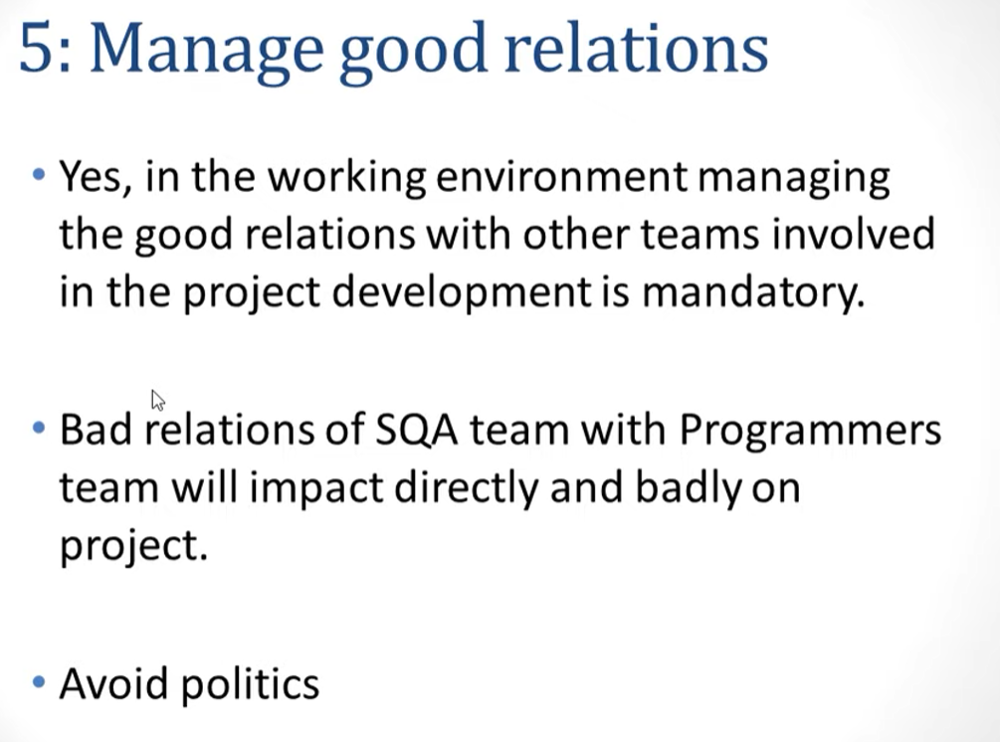 5: Manage good relations
• Yes, in the working environment managing
the good relations with other teams involved
in the project development is mandatory.
• Bad relations of SQA team with Programmers
team will impact directly and badly on
project.
• Avoid politics